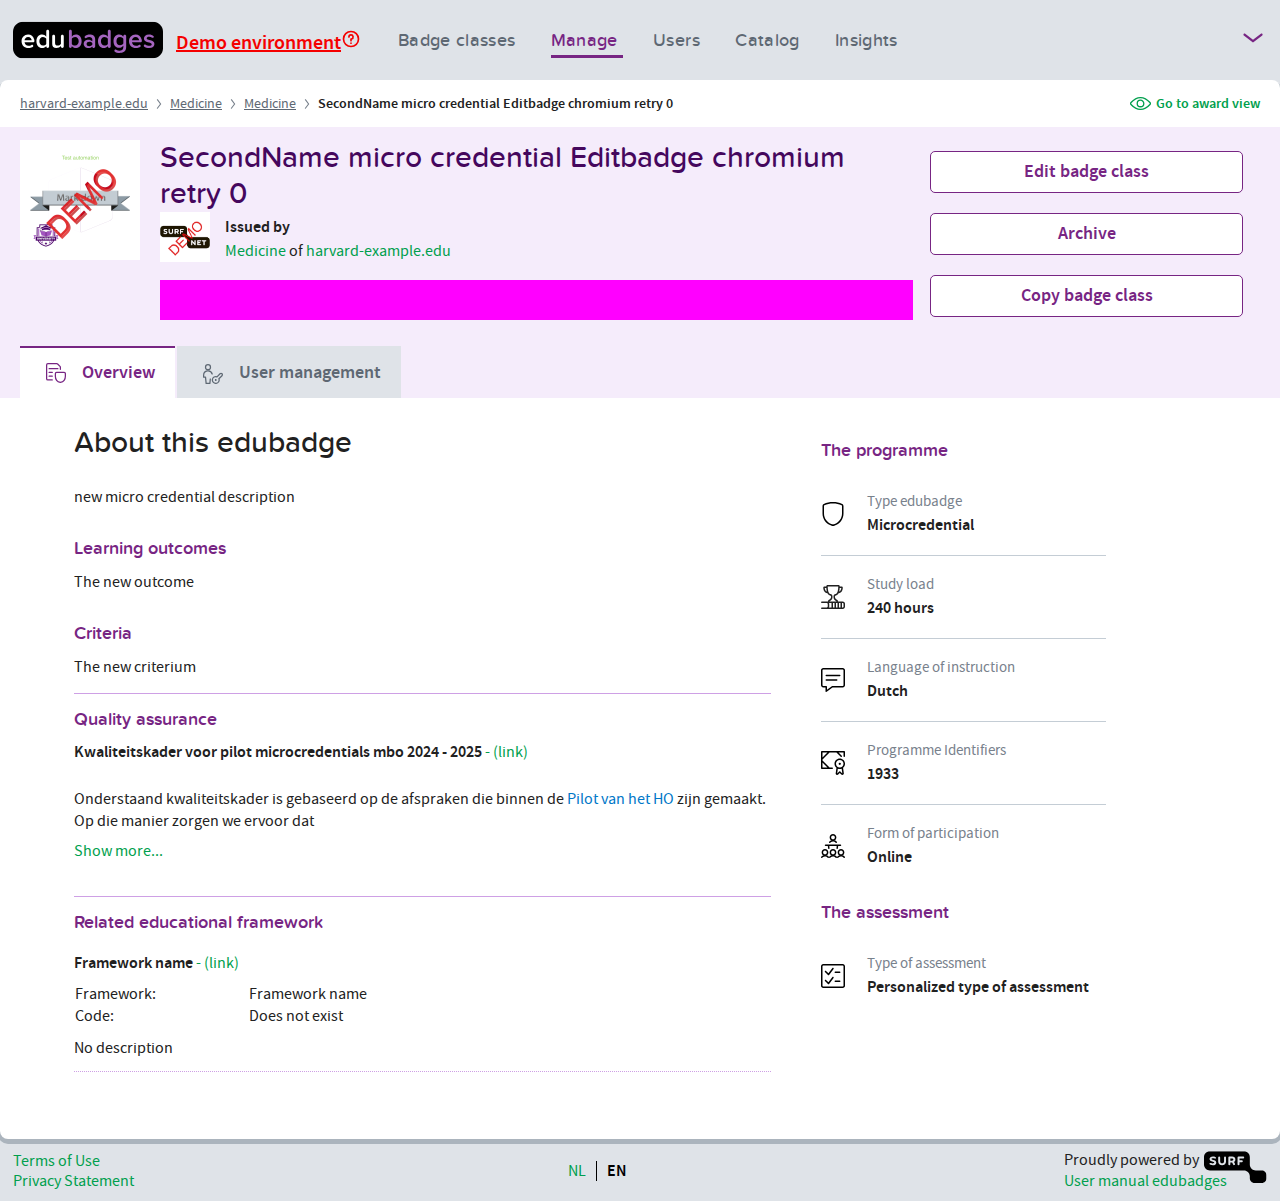 edubadges Demo environment Badge classes Manage Users Catalog Insights
harvard-example.edu > Medicine > Medicine > SecondName micro credential Editbadge chromium retry 0 Go to award view
Test automation
Markdown
DEMO
SecondName micro credential Editbadge chromium
retry 0
SURF
NET
DEMO
Issued by
Medicine of harvard-example.edu
Edit badge class
Archive
Copy badge class
Overview
User management
About this edubadge
new micro credential description
Learning outcomes
The new outcome
Criteria
The new criterium
Quality assurance
Kwaliteitskader voor pilot microcredentials mbo 2024 - 2025 - (link)
Onderstaand kwaliteitskader is gebaseerd op de afspraken die binnen de Pilot van het HO zijn gemaakt.
Op die manier zorgen we ervoor dat
Show more...
Related educational framework
Framework name - (link)
Framework: Framework name
Code: Does not exist
No description
The programme
Type edubadge
Microcredential
Study load
240 hours
Language of instruction
Dutch
Programme Identifiers
1933
Form of participation
Online
The assessment
Type of assessment
Personalized type of assessment
Terms of Use
Privacy Statement
NL | EN
Proudly powered by SURF
User manual edubadges